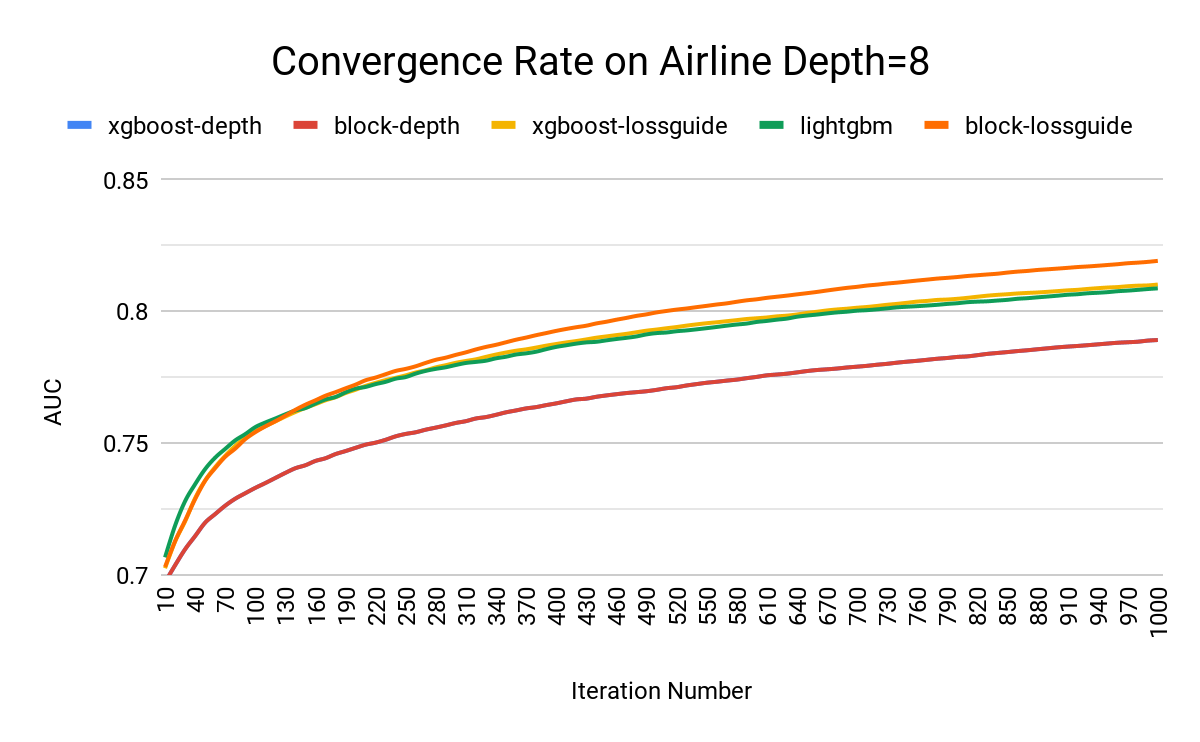 Convergence Rate on Airline Depth=8
xgboost-depth block-depth xgboost-lossguide lightgbm block-lossguide
0.85
0.8
0.75
0.7
AUC
10 40 70 100 130 160 190 220 250 280 310 340 370 400 430 460 490 520 550 580 610 640 670 700 730 760 790 820 850 880 910 940 970 1000
Iteration Number